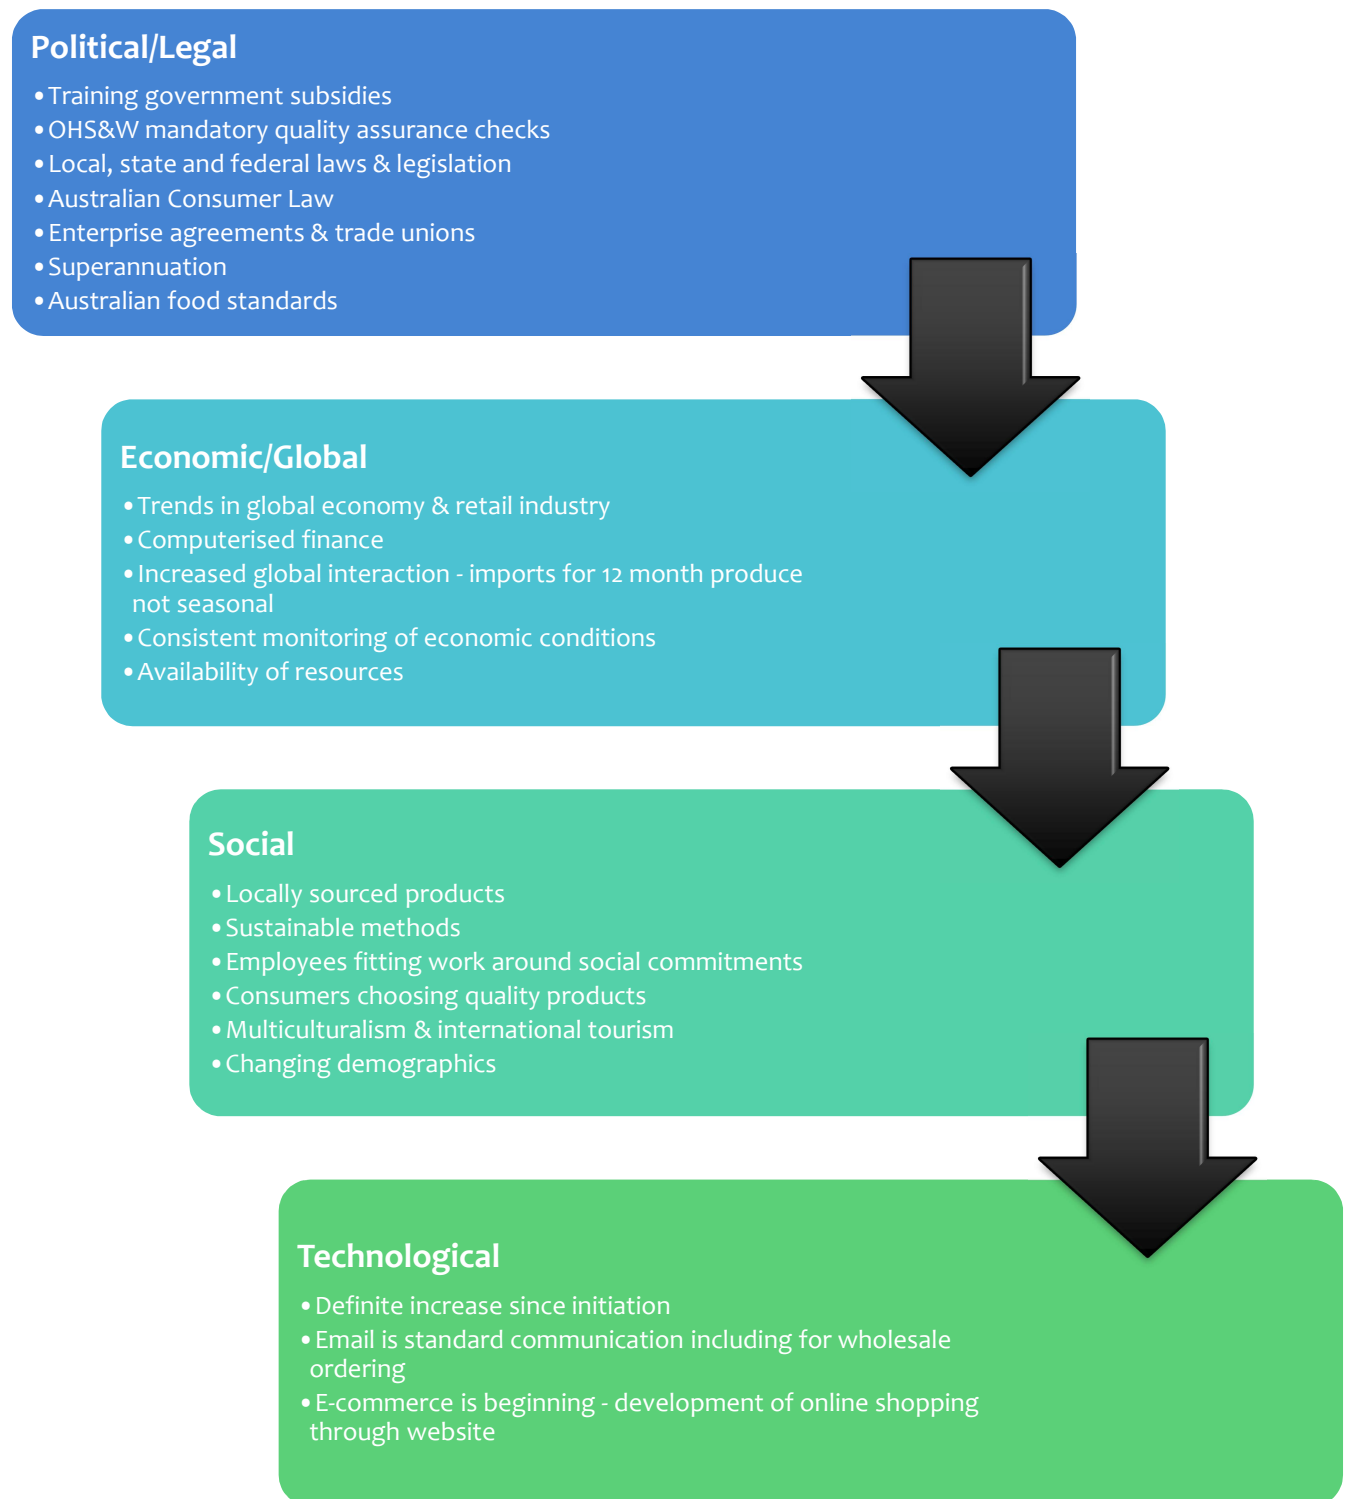 Political/Legal
•Training government subsidies
•OHS&W mandatory quality assurance checks
•Local, state and federal laws & legislation
•Australian Consumer Law
•Enterprise agreements & trade unions
•Superannuation
•Australian food standards
Economic/Global
•Trends in global economy & retail industry
•Computerised finance
•Increased global interaction - imports for 12 month produce
not seasonal
•Consistent monitoring of economic conditions
•Availability of resources
Social
•Locally sourced products
•Sustainable methods
•Employees fitting work around social commitments
•Consumers choosing quality products
•Multiculturalism & international tourism
•Changing demographics
Technological
•Definite increase since initiation
•Email is standard communication including for wholesale
ordering
•E-commerce is beginning - development of online shopping
through website